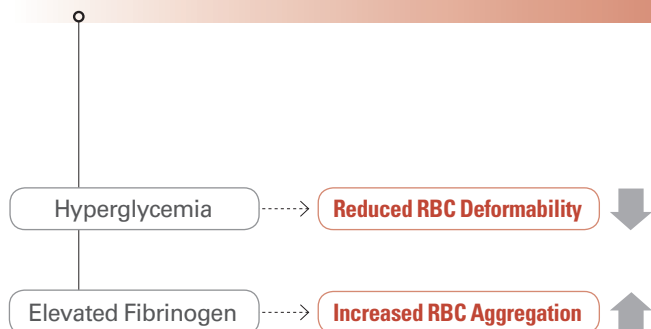 Hyperglycemia
Reduced RBC Deformability
Elevated Fibrinogen
Increased RBC Aggregation